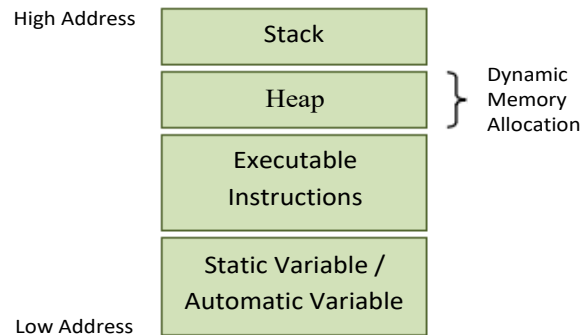 High Address
Stack
Heap
Dynamic
Memory
Allocation
Executable
Instructions
Static Variable /
Automatic Variable
Low Address